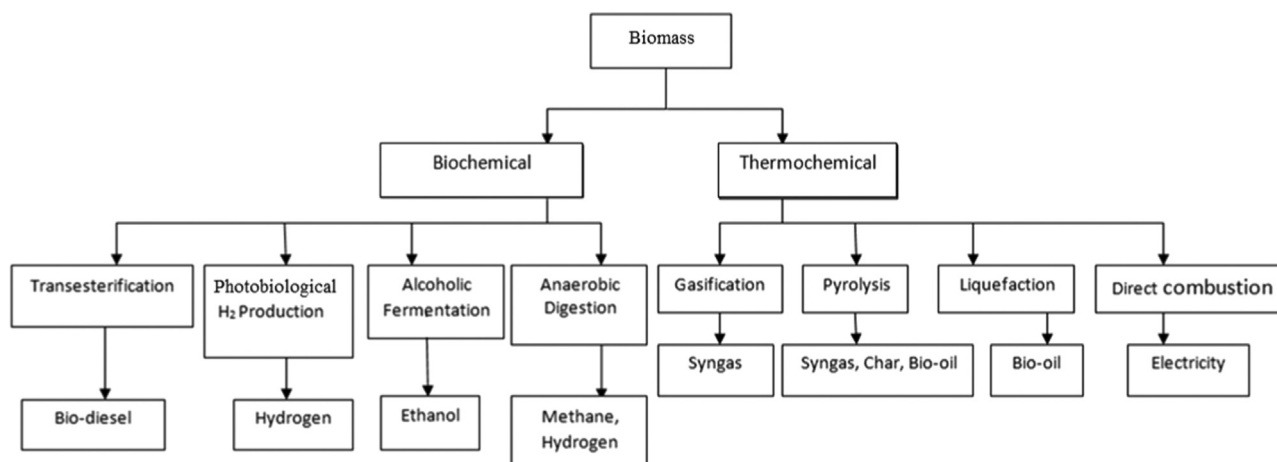 Biomass
Biochemical
Thermochemical
Transesterification
Photobiological
H₂ Production
Alcoholic
Fermentation
Anaerobic
Digestion
Gasification
Pyrolysis
Liquefaction
Direct combustion
Syngas
Syngas, Char, Bio-oil
Bio-oil
Electricity
Bio-diesel
Hydrogen
Ethanol
Methane,
Hydrogen